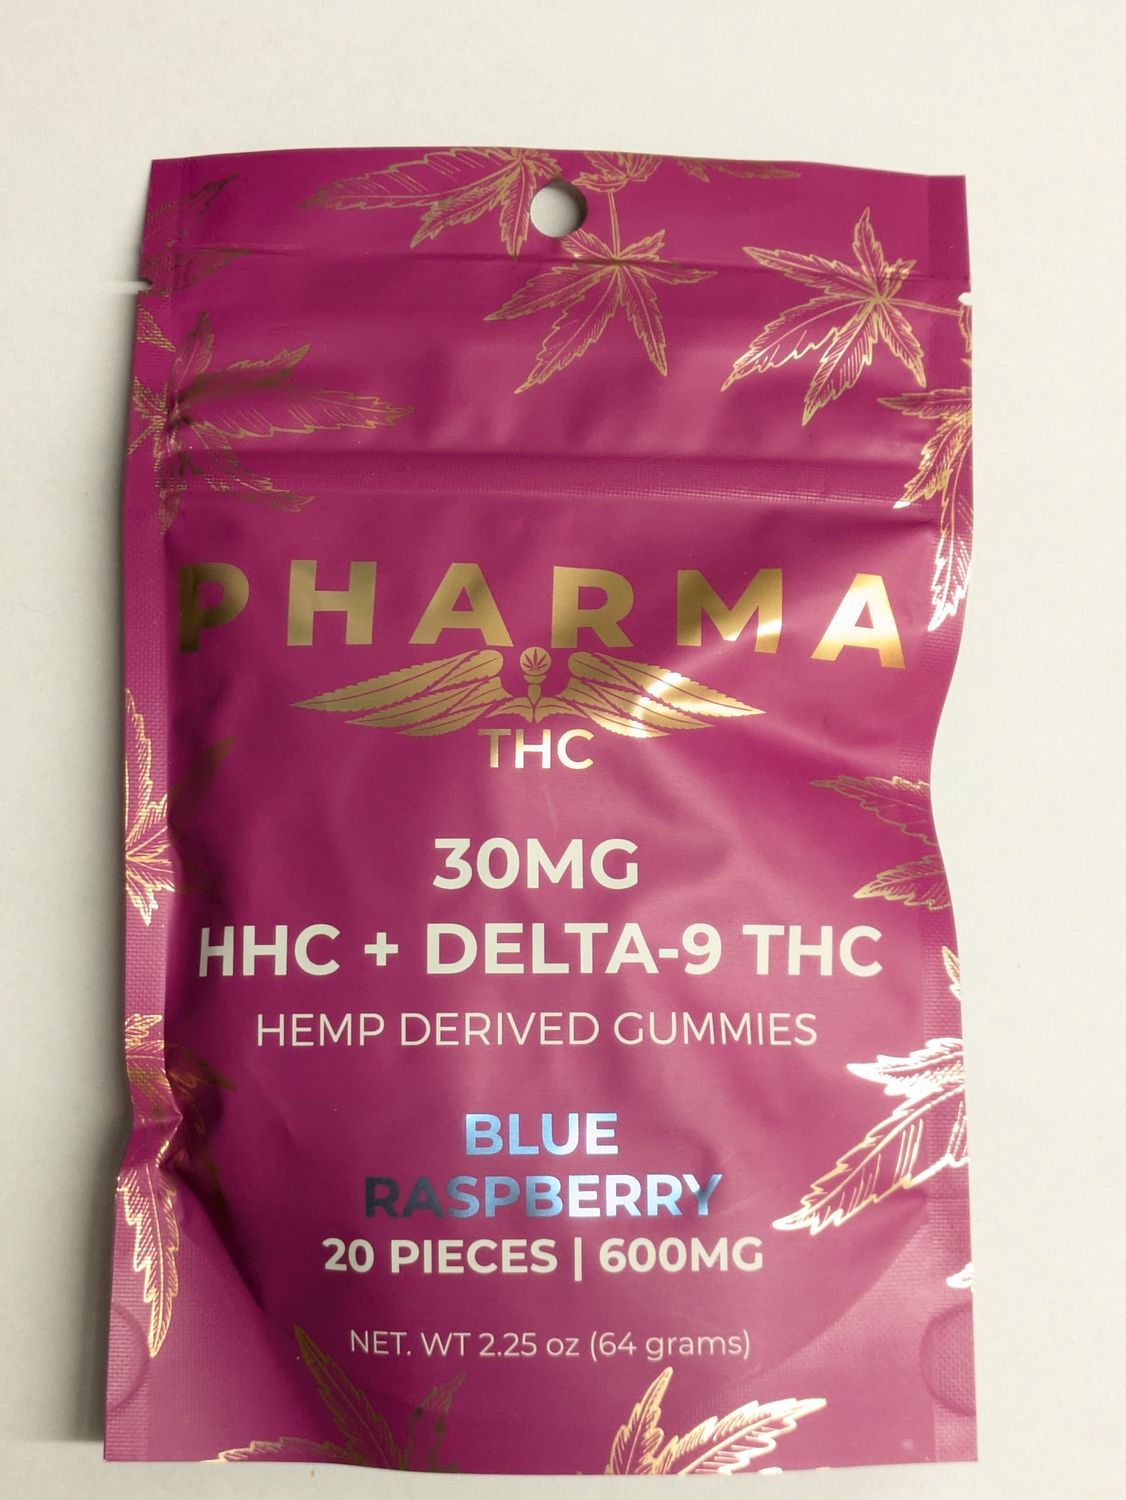 PHARMA
THC
30MG
HHC + DELTA-9 THC
HEMP DERIVED GUMMIES
BLUE
RASPBERRY
20 PIECES | 600MG
NET. WT 2.25 oz (64 grams)